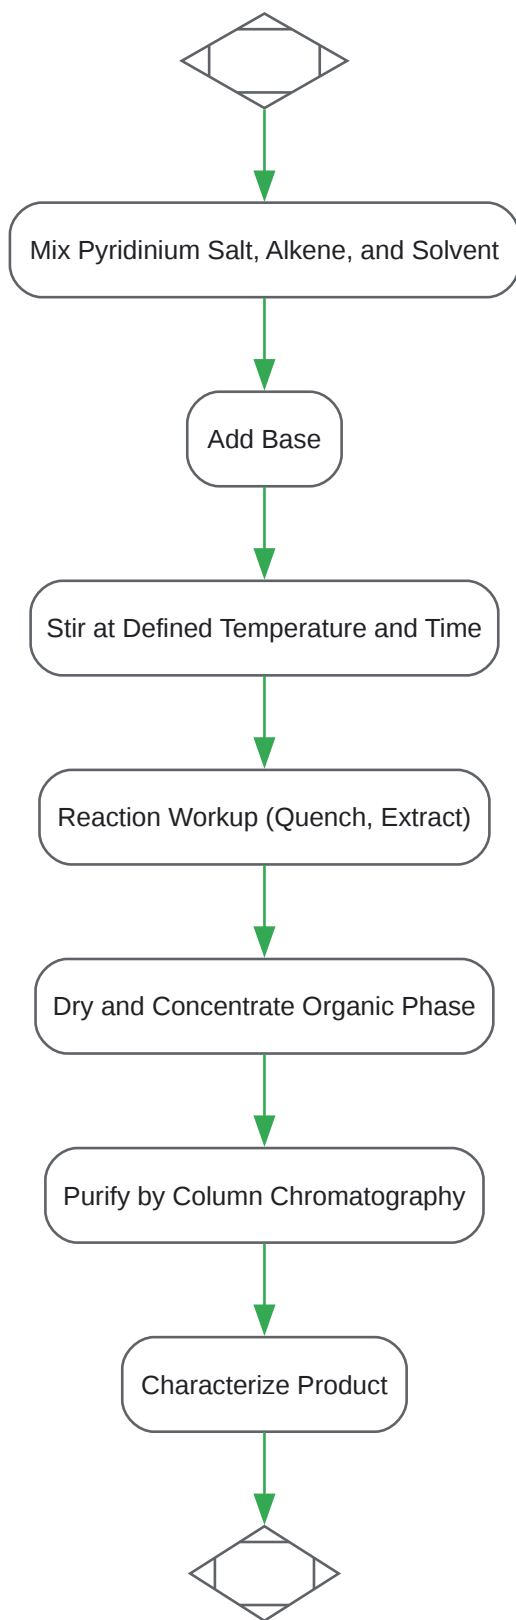 Mix Pyridinium Salt, Alkene, and Solvent
Add Base
Stir at Defined Temperature and Time
Reaction Workup (Quench, Extract)
Dry and Concentrate Organic Phase
Purify by Column Chromatography
Characterize Product